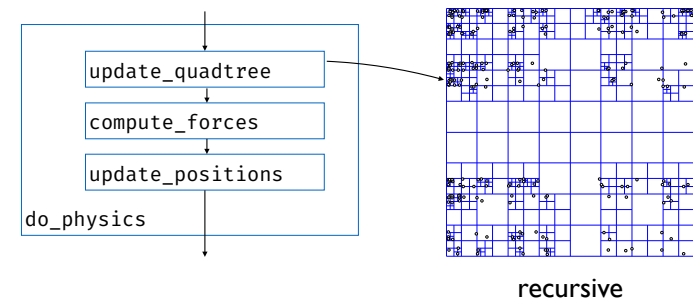 update_quadtree
compute_forces
update_positions
do_physics
recursive